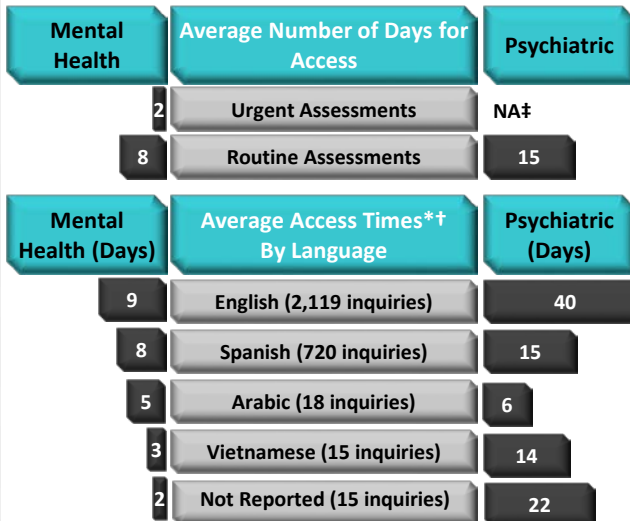 Mental Health
Average Number of Days for Access
Psychiatric
2 Urgent Assessments NA‡
8 Routine Assessments 15
Mental Health (Days)
Average Access Times*† By Language
Psychiatric (Days)
9 English (2,119 inquiries) 40
8 Spanish (720 inquiries) 15
5 Arabic (18 inquiries) 6
3 Vietnamese (15 inquiries) 14
2 Not Reported (15 inquiries) 22